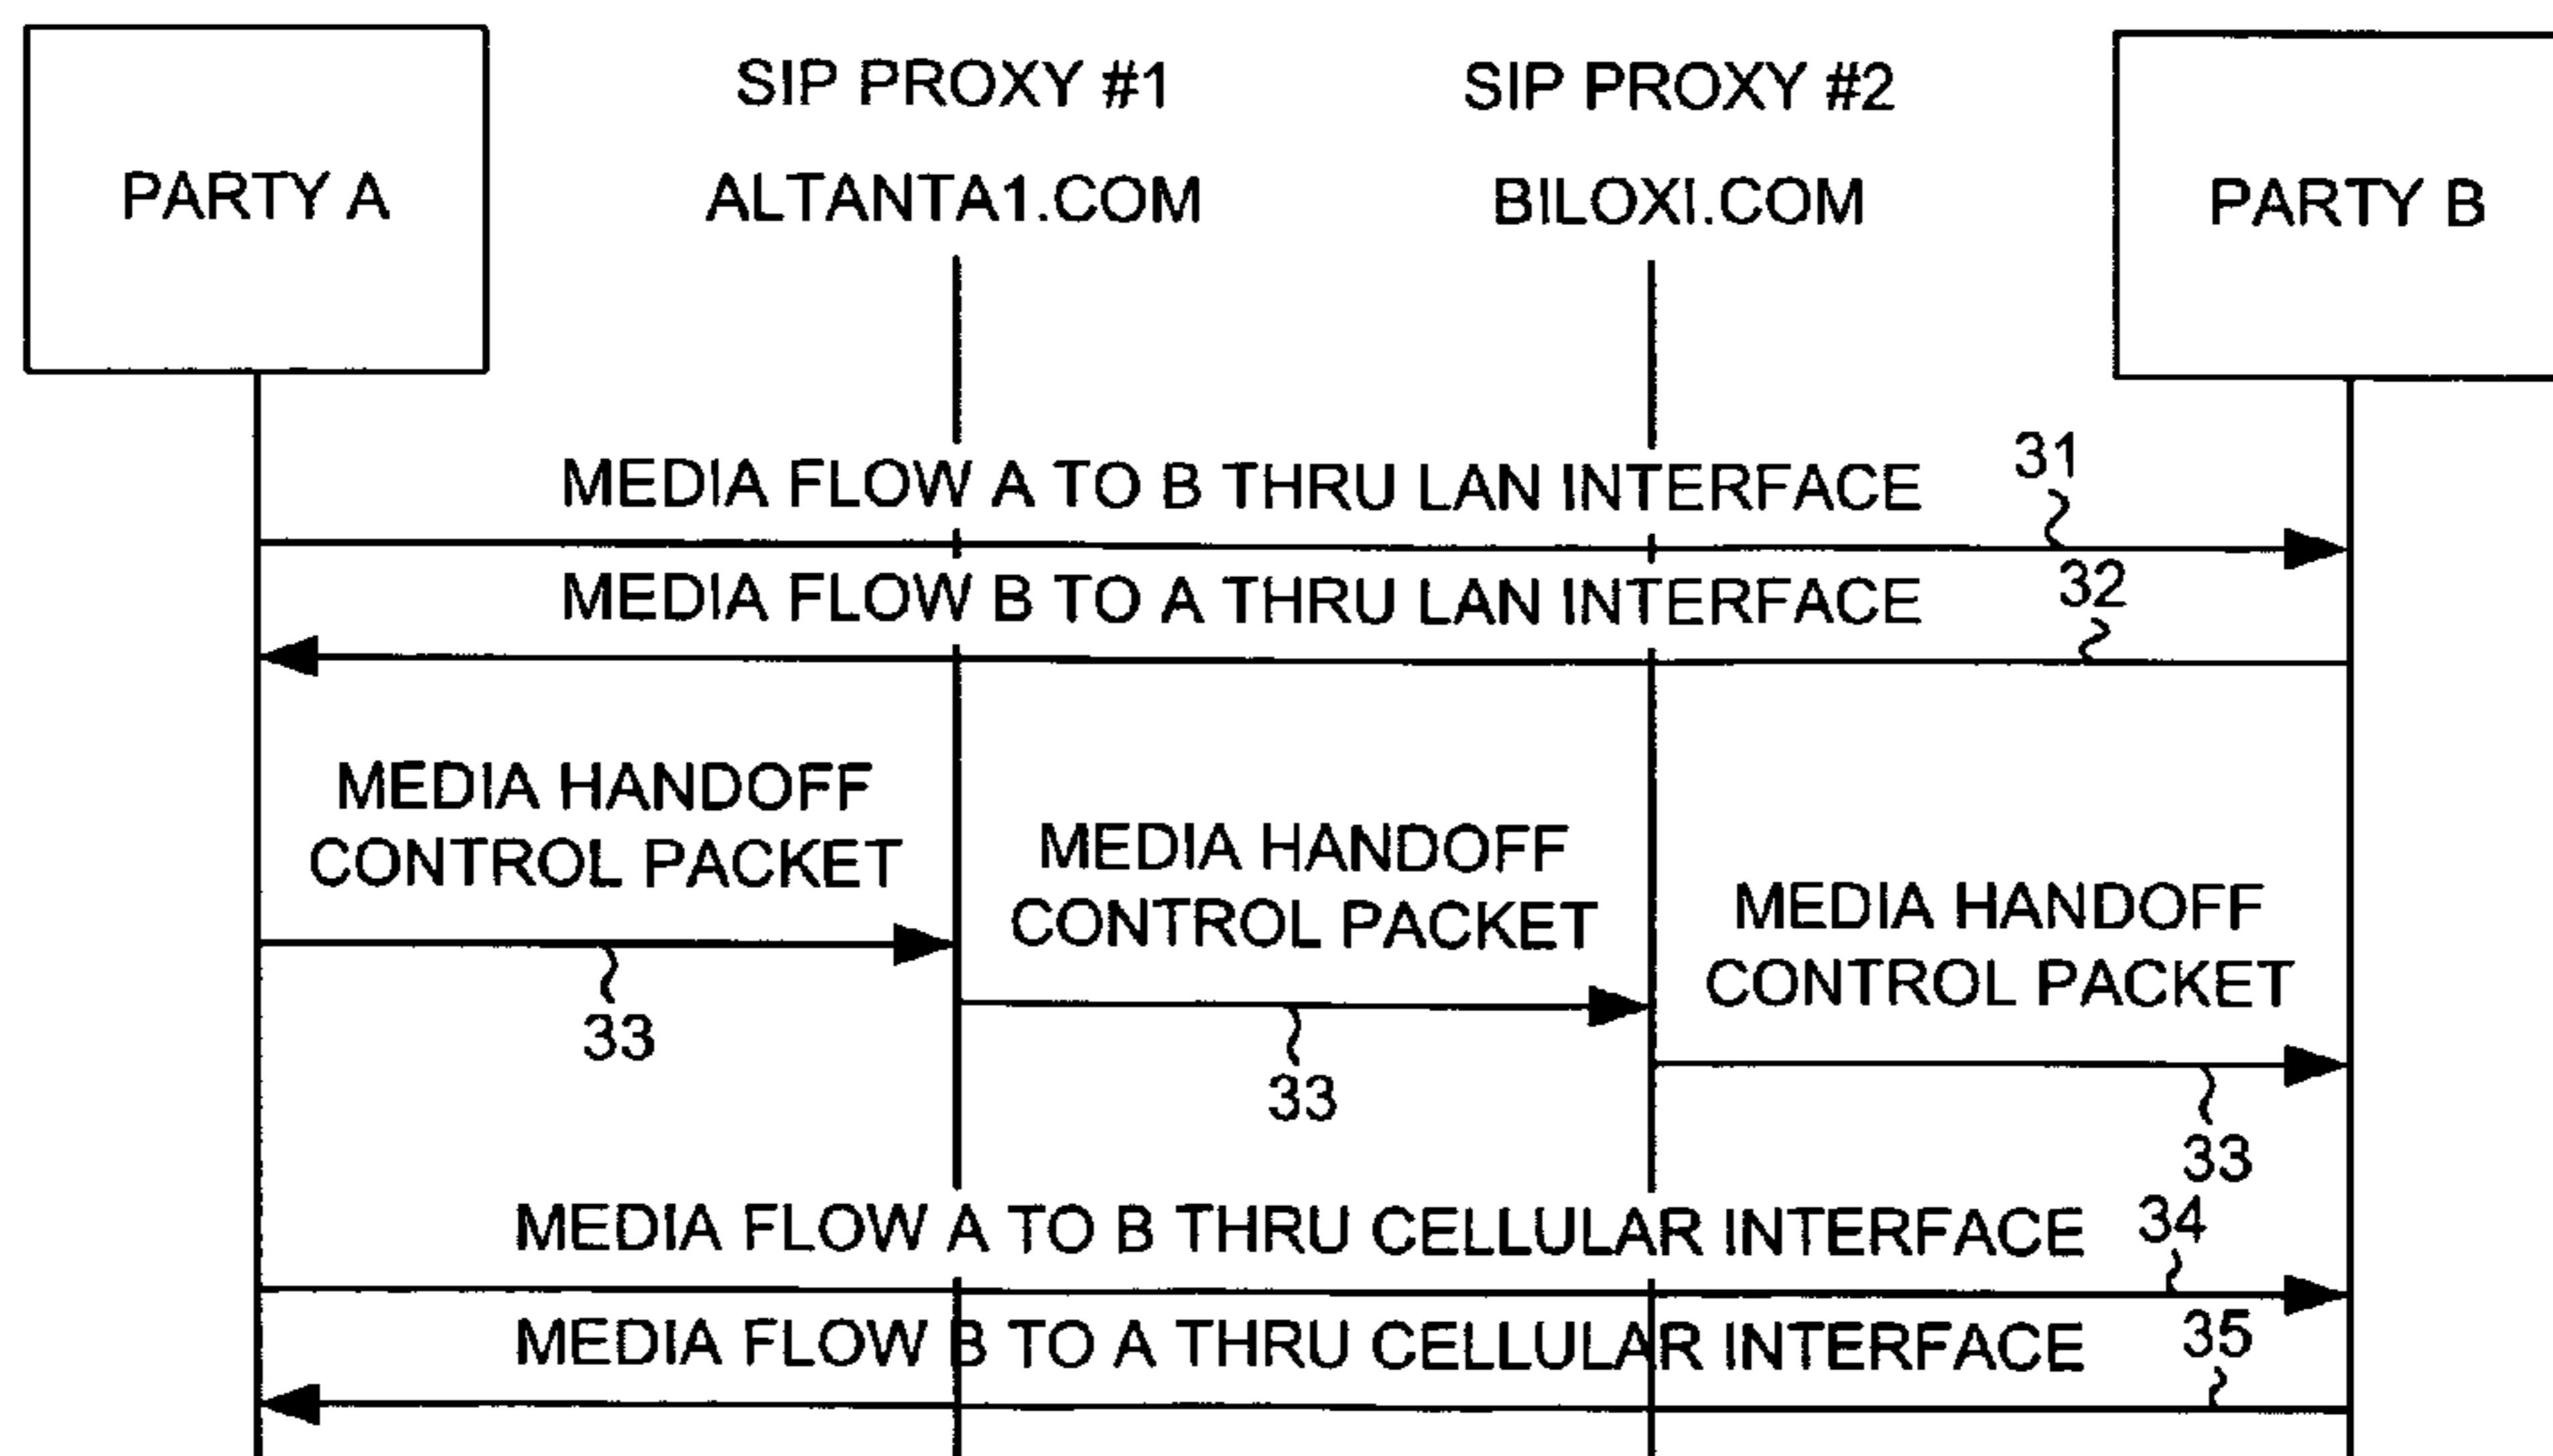 PARTY A
SIP PROXY #1
ALTANTA1.COM
SIP PROXY #2
BILOXI.COM
PARTY B
MEDIA FLOW A TO B THRU LAN INTERFACE
31
MEDIA FLOW B TO A THRU LAN INTERFACE
32
MEDIA HANDOFF
CONTROL PACKET
33
MEDIA HANDOFF
CONTROL PACKET
33
MEDIA HANDOFF
CONTROL PACKET
33
MEDIA FLOW A TO B THRU CELLULAR INTERFACE
34
MEDIA FLOW B TO A THRU CELLULAR INTERFACE
35